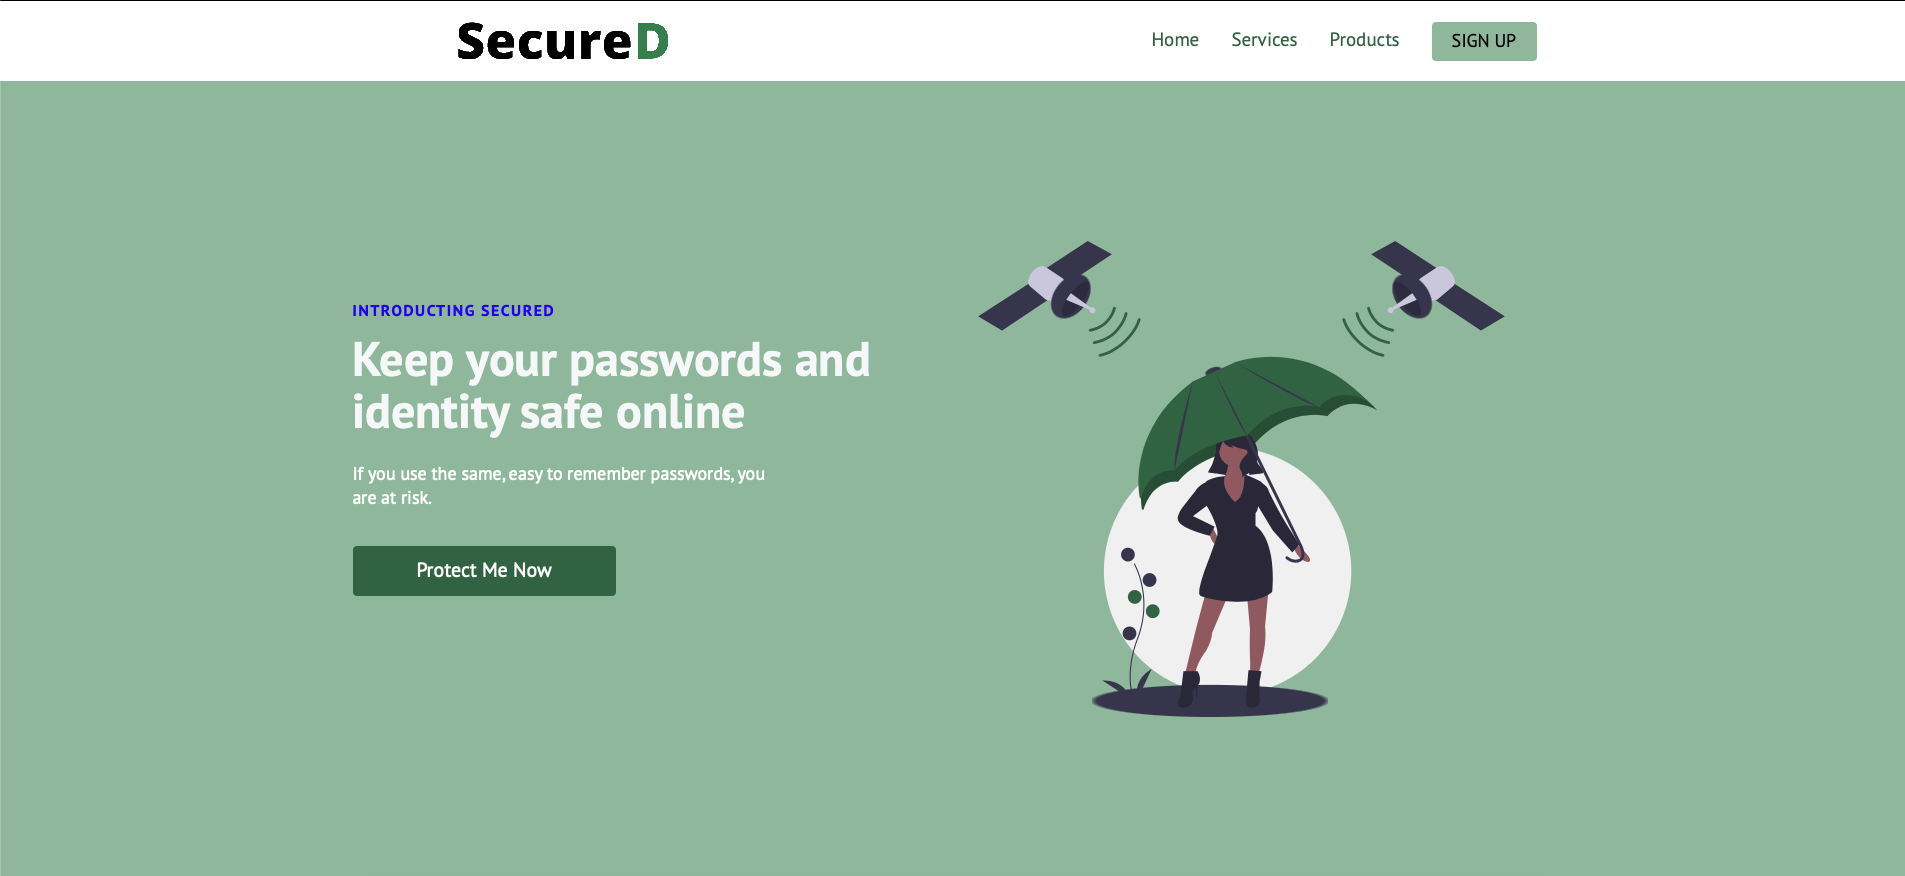 SecureD
Home Services Products SIGN UP
INTRODUCTING SECURED
Keep your passwords and
identity safe online
If you use the same, easy to remember passwords, you
are at risk.
Protect Me Now